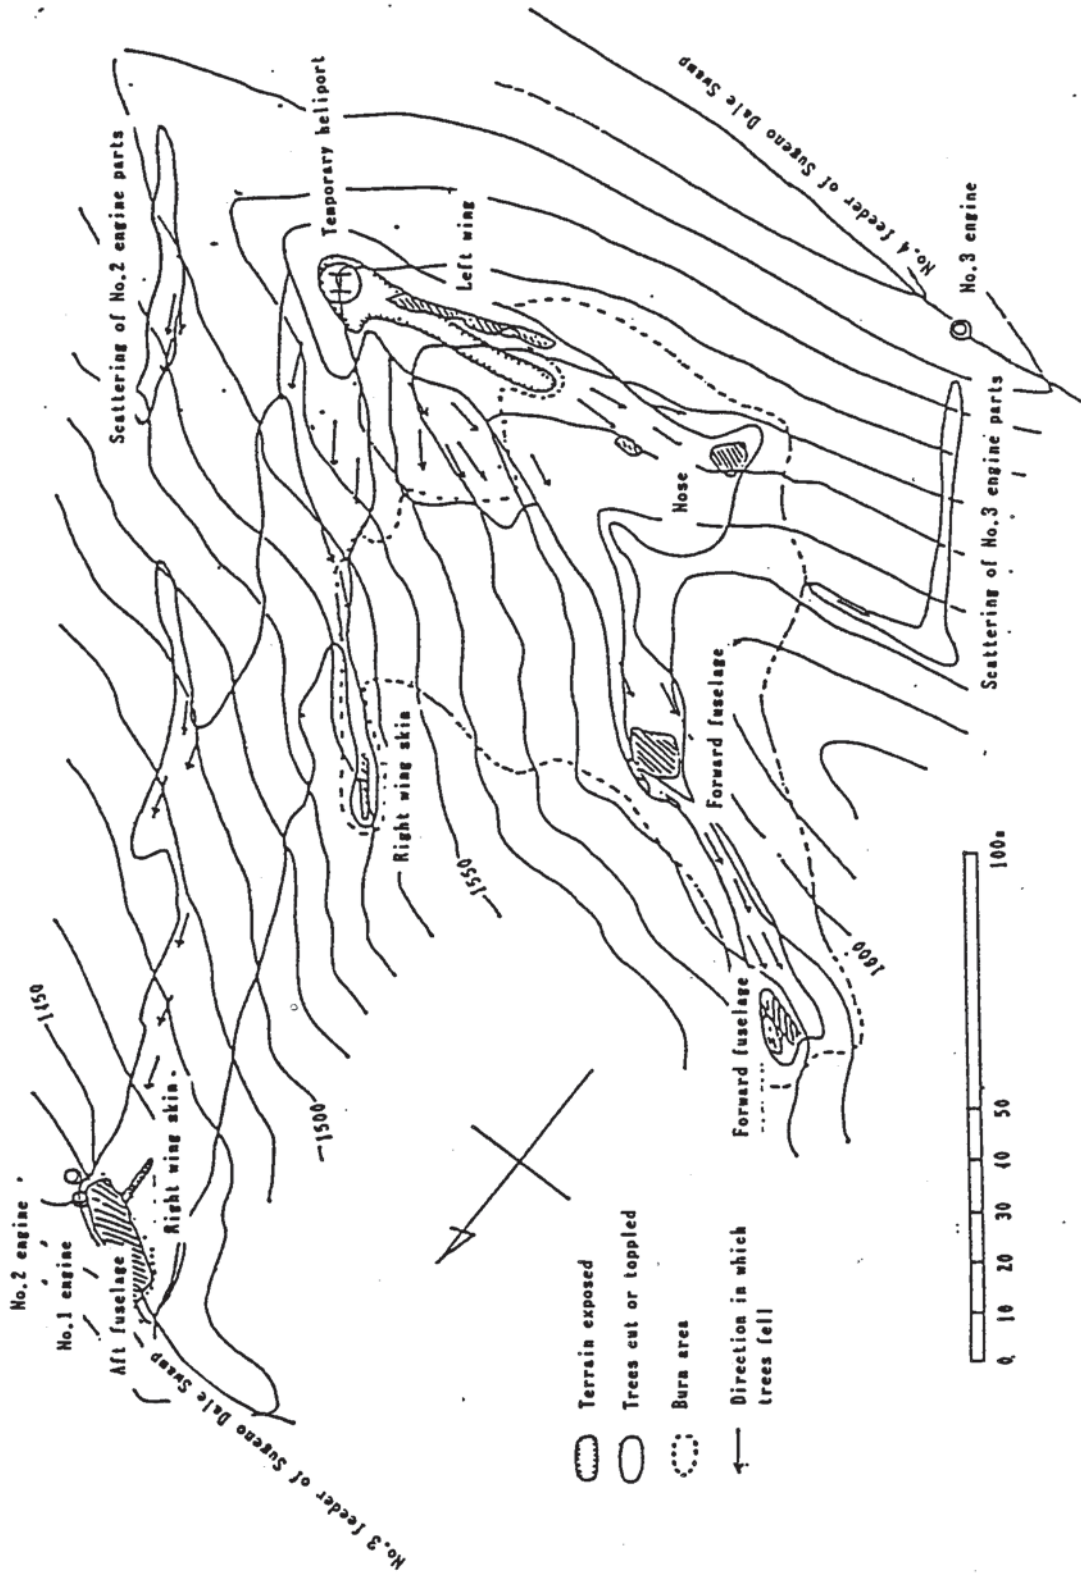 No.2 engine
No.1 engine
Aft fuselage
Right wing skin.
No.3 feeder of Sugeno Dale Swamp
1450
1500
Scattering of No.2 engine parts
Temporary heliport
Left wing
Right wing skin
1550
No.4 feeder of Sugeno Dale Swamp
No.3 engine
Scattering of No.3 engine parts
Nose
Forward fuselage
Forward fuselage
1600
Terrain exposed
Trees cut or toppled
Burn area
Direction in which
trees fell
0 10 20 30 40 50 100m